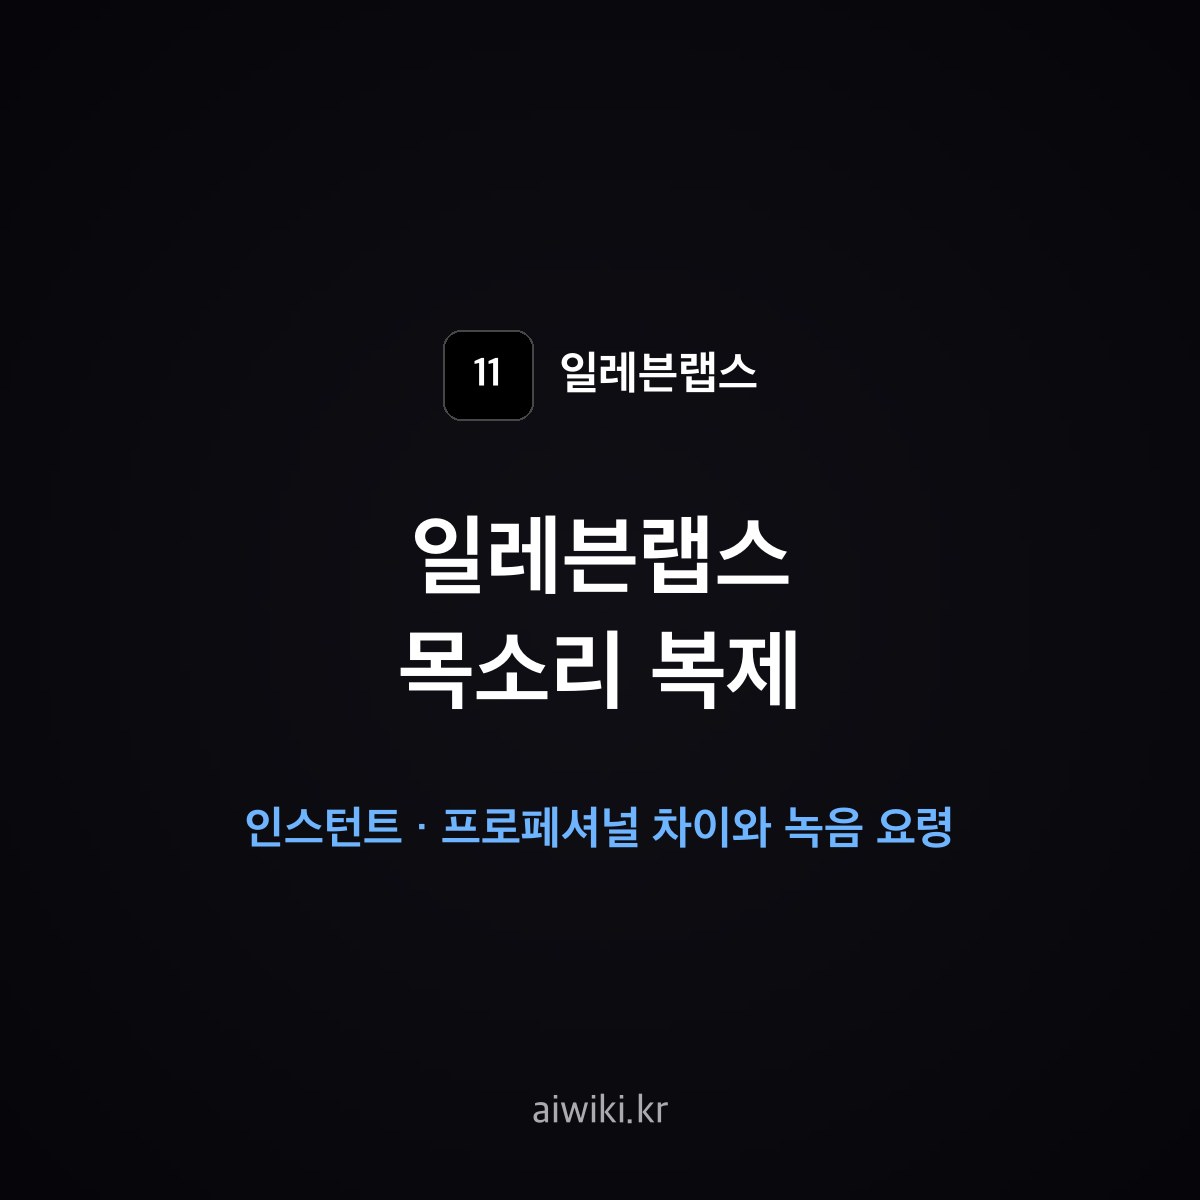 11 일레븐랩스
일레븐랩스
목소리 복제
인스턴트 · 프로페셔널 차이와 녹음 요령
aiwiki.kr